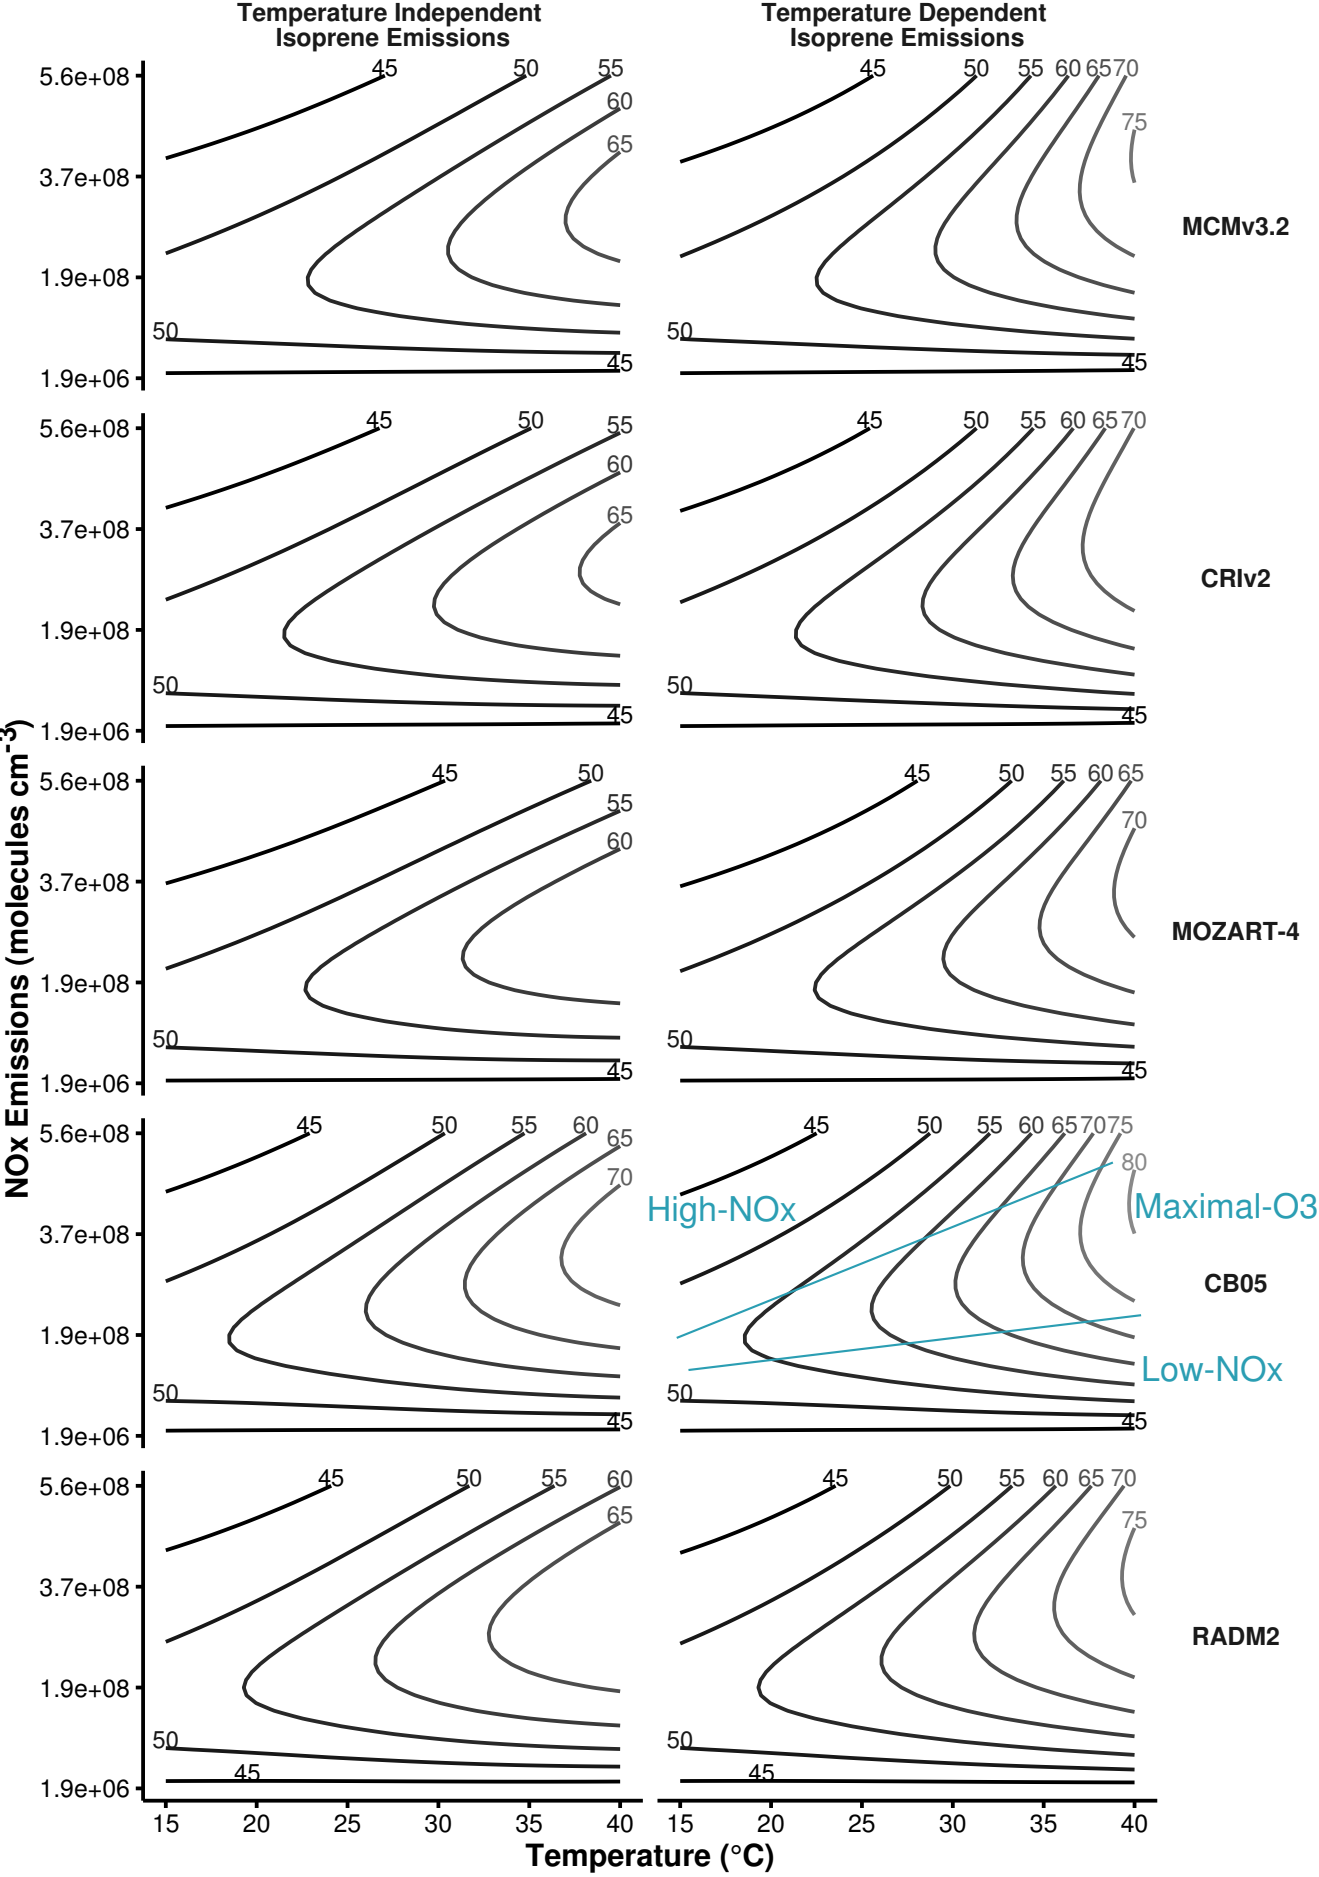 Temperature Independent
Isoprene Emissions
Temperature Dependent
Isoprene Emissions
NOx Emissions (molecules cm-3)
5.6e+08
3.7e+08
1.9e+08
1.9e+06
45 50 55
60
65
50
45
45 50 55 60 65 70
75
50
45
MCMv3.2
5.6e+08
3.7e+08
1.9e+08
1.9e+06
45 50 55
60
65
50
45
45 50 55 60 65 70
50
45
CRIv2
5.6e+08
3.7e+08
1.9e+08
1.9e+06
45 50
55
60
50
45
45 50 55 60 65
70
50
45
MOZART-4
5.6e+08
3.7e+08
1.9e+08
1.9e+06
45 50 55 60
65
70
50
45
45 50 55 60 65 70 75
80
High-NOx
Maximal-O3
Low-NOx
50
45
CB05
5.6e+08
3.7e+08
1.9e+08
1.9e+06
45 50 55 60
65
50
45
45 50 55 60 65 70
75
50
45
RADM2
15 20 25 30 35 40
15 20 25 30 35 40
Temperature (°C)